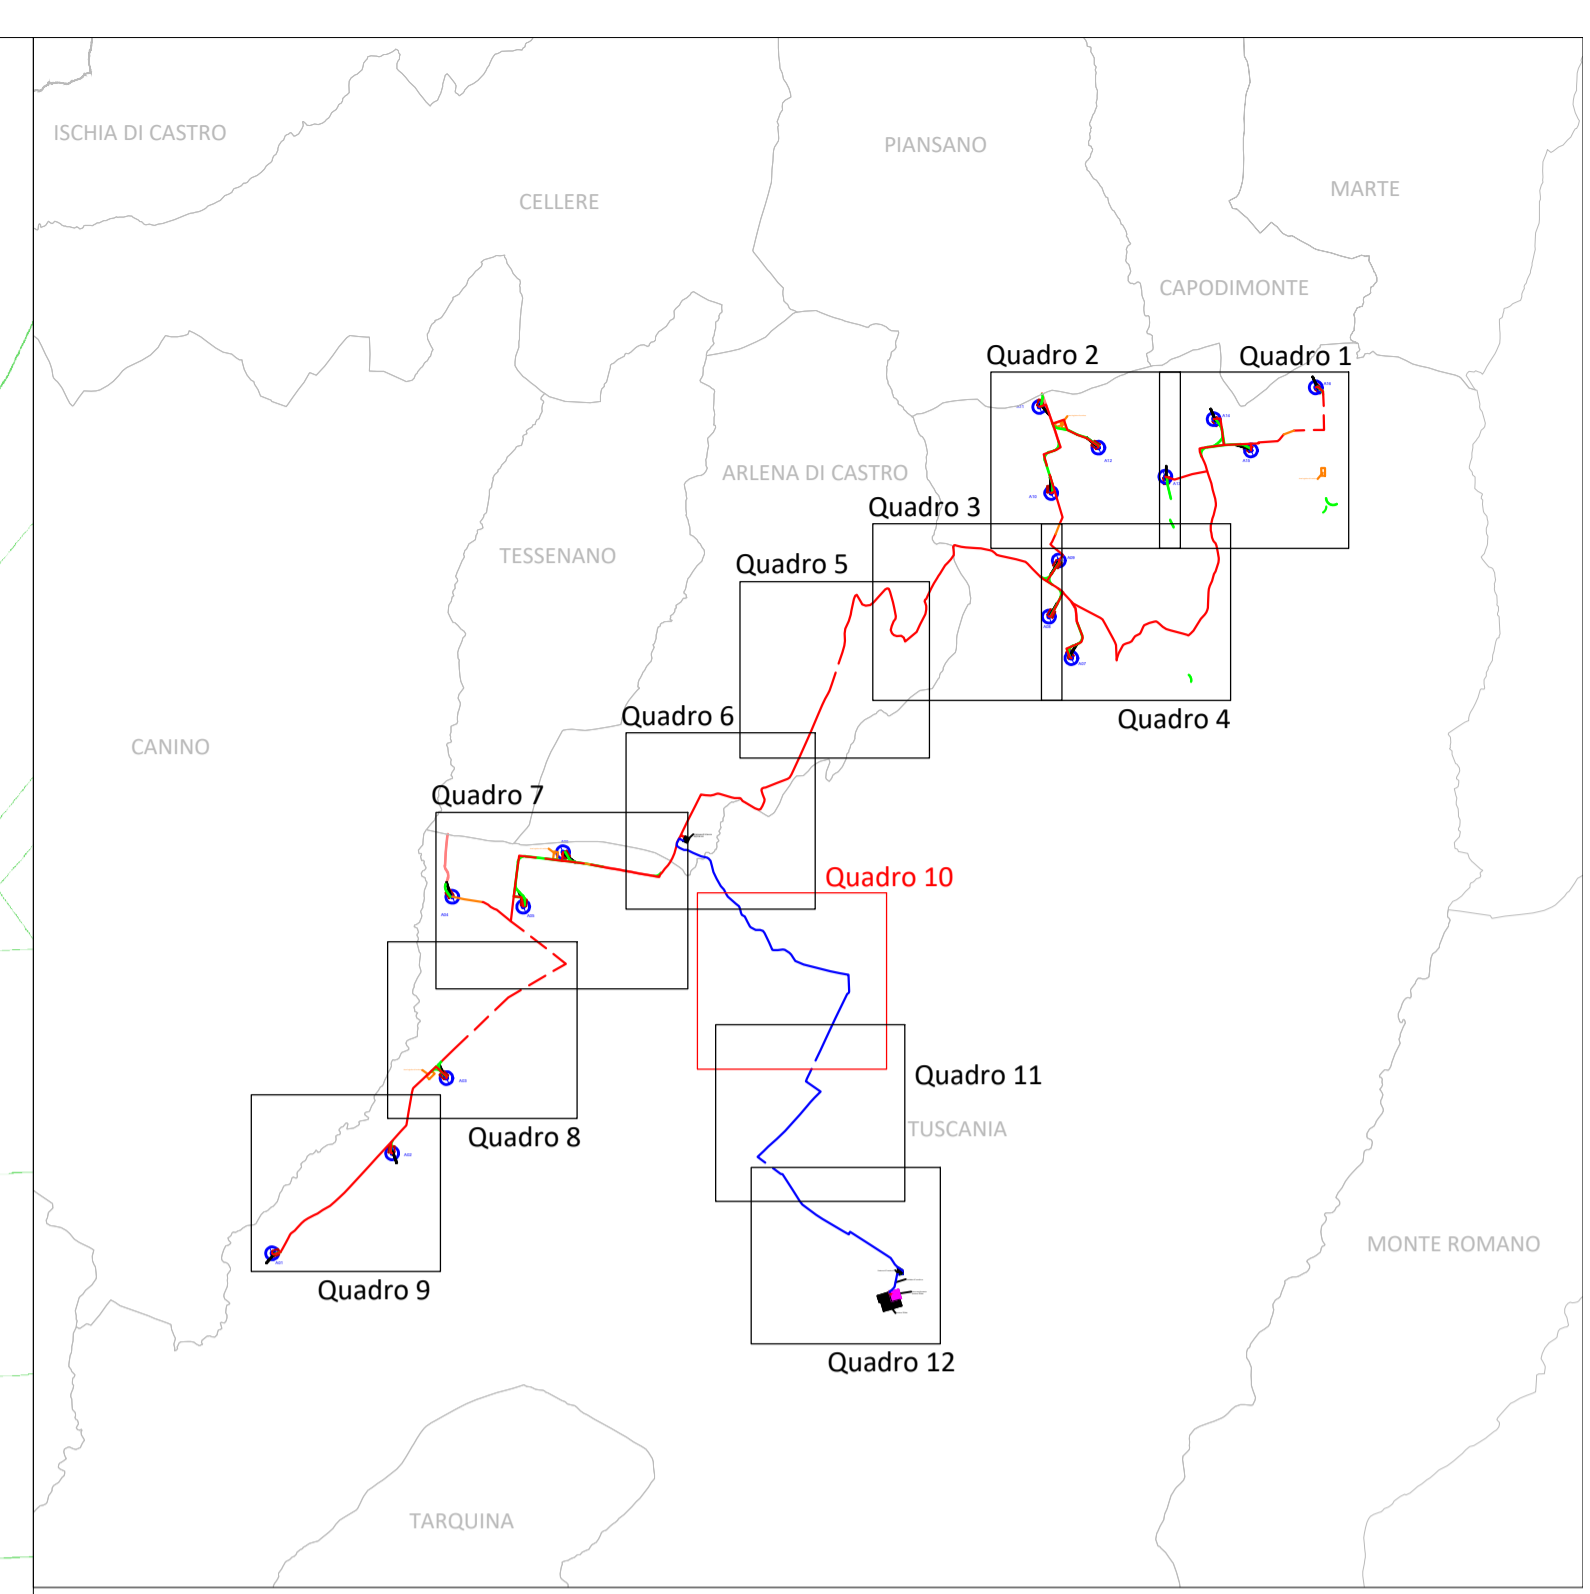 ISCHIA DI CASTRO
PIANSANO
MARTE
CELLERE
CAPODIMONTE
Quadro 2
Quadro 1
ARLENA DI CASTRO
Quadro 3
TESSENANO
Quadro 5
Quadro 6
Quadro 4
CANINO
Quadro 7
Quadro 10
Quadro 11
TUSCANIA
Quadro 8
MONTE ROMANO
Quadro 9
Quadro 12
TARQUINA